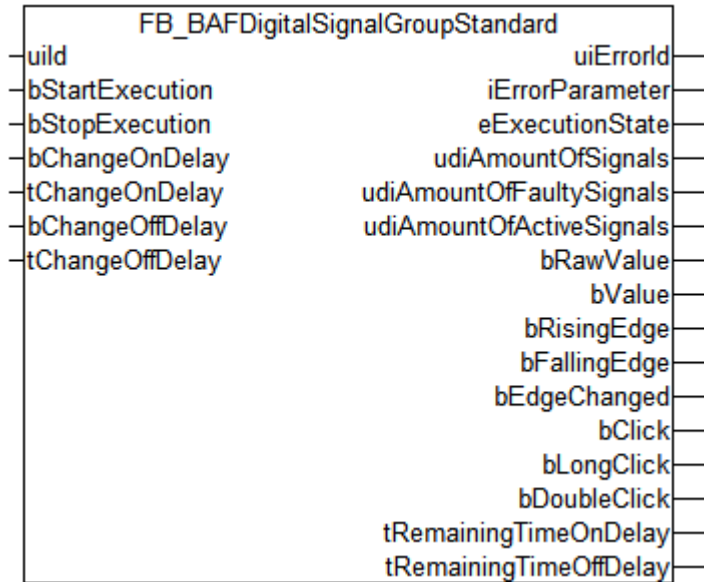 FB_BAFDigitalSignalGroupStandard
uiId uiErrorId
bStartExecution iErrorParameter
bStopExecution eExecutionState
bChangeOnDelay udiAmountOfSignals
tChangeOnDelay udiAmountOfFaultySignals
bChangeOffDelay udiAmountOfActiveSignals
tChangeOffDelay bRawValue
bValue
bRisingEdge
bFallingEdge
bEdgeChanged
bClick
bLongClick
bDoubleClick
tRemainingTimeOnDelay
tRemainingTimeOffDelay